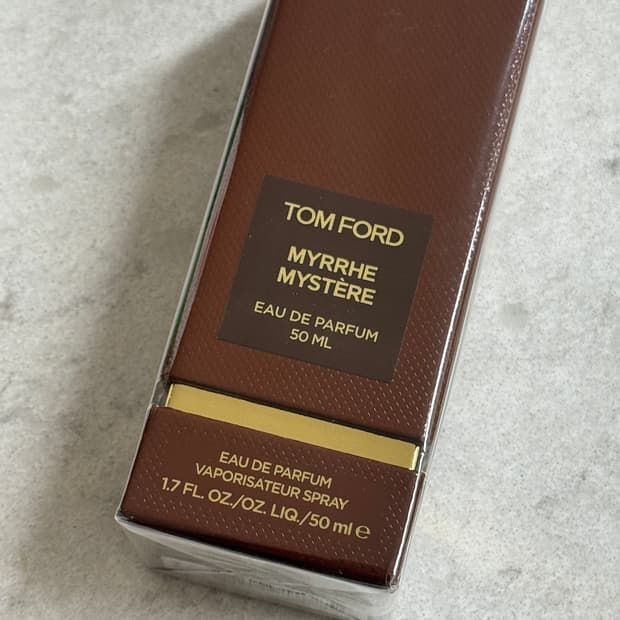 TOM FORD
MYRRHE
MYSTÈRE
EAU DE PARFUM
50 ML
EAU DE PARFUM
VAPORISATEUR SPRAY
1.7 FL. OZ./OZ. LIQ./50 ml ℮